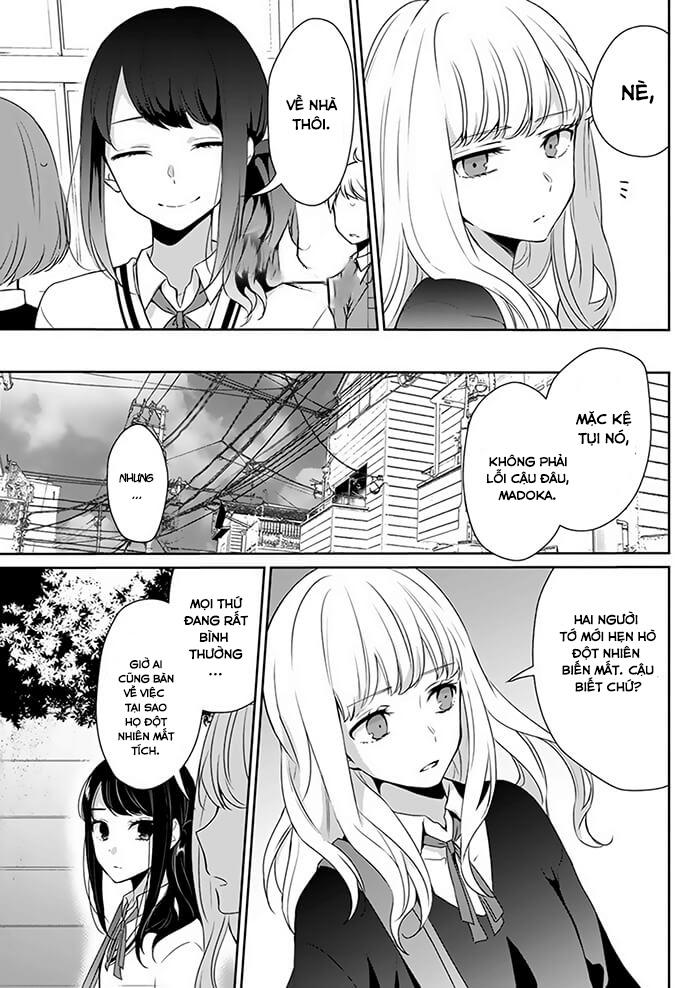 NÈ,
VỀ NHÀ
THÔI.
MẶC KỆ
TỤI NÓ,
KHÔNG PHẢI
LỖI CẬU ĐÂU,
MADOKA.
NHƯNG
...
HAI NGƯỜI
TỚ MỚI HẸN HÒ
ĐỘT NHIÊN
BIẾN MẤT. CẬU
BIẾT CHỨ?
MỌI THỨ
ĐANG RẤT
BÌNH
THƯỜNG
...
GIỜ AI
CŨNG BÀN
VỀ VIỆC
TẠI SAO
HỌ ĐỘT
NHIÊN MẤT
TÍCH.